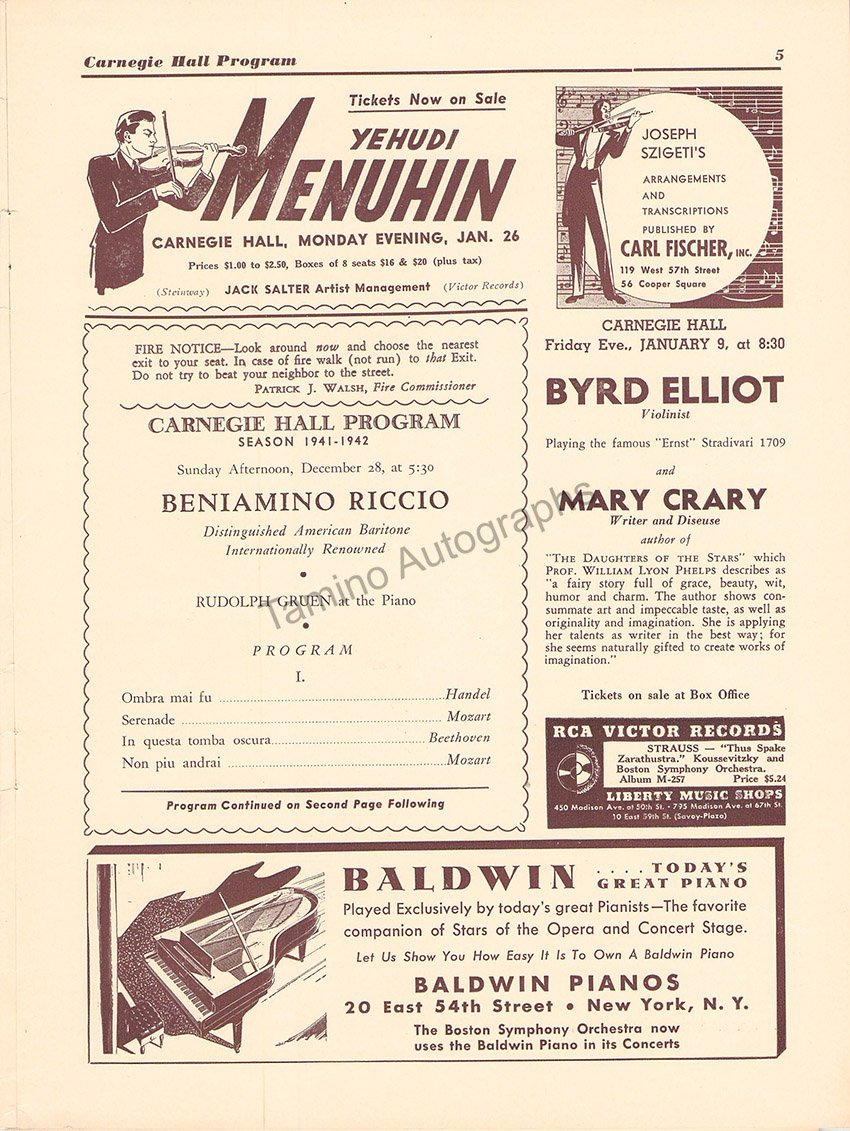 Carnegie Hall Program
5
Tickets Now on Sale
YEHUDI
MENUHIN
CARNEGIE HALL, MONDAY EVENING, JAN. 26
Prices $1.00 to $2.50, Boxes of 8 seats $16 & $20 (plus tax)
(Steinway) JACK SALTER Artist Management (Victor Records)
FIRE NOTICE—Look around now and choose the nearest
exit to your seat. In case of fire walk (not run) to that Exit.
Do not try to beat your neighbor to the street.
PATRICK J. WALSH, Fire Commissioner
CARNEGIE HALL PROGRAM
SEASON 1941-1942
Sunday Afternoon, December 28, at 5:30
BENIAMINO RICCIO
Distinguished American Baritone
Internationally Renowned
•
RUDOLPH GRUEN at the Piano
•
PROGRAM
I.
Ombra mai fu ........................................Handel
Serenade ........................................ Mozart
In questa tomba oscura........................................Beethoven
Non piu andrai ........................................Mozart
Program Continued on Second Page Following
JOSEPH
SZIGETI'S
ARRANGEMENTS
AND
TRANSCRIPTIONS
PUBLISHED BY
CARL FISCHER, INC.
119 West 57th Street
56 Cooper Square
CARNEGIE HALL
Friday Eve., JANUARY 9, at 8:30
BYRD ELLIOT
Violinist
Playing the famous "Ernst" Stradivari 1709
and
MARY CRARY
Writer and Diseuse
author of
"THE DAUGHTERS OF THE STARS" which
PROF. WILLIAM LYON PHELPS describes as
"a fairy story full of grace, beauty, wit,
humor and charm. The author shows con-
summate art and impeccable taste, as well as
originality and imagination. She is applying
her talents as writer in the best way; for
she seems naturally gifted to create works of
imagination."
Tickets on sale at Box Office
RCA VICTOR RECORDS
STRAUSS — "Thus Spake
Zarathustra." Koussevitzky and
Boston Symphony Orchestra.
Album M-257 Price $5.24
LIBERTY MUSIC SHOPS
450 Madison Ave. at 50th St. • 795 Madison Ave. at 67th St.
10 East 59th St. (Savoy-Plaza)
BALDWIN .... TODAY'S
GREAT PIANO
Played Exclusively by today's great Pianists—The favorite
companion of Stars of the Opera and Concert Stage.
Let Us Show You How Easy It Is To Own A Baldwin Piano
BALDWIN PIANOS
20 East 54th Street • New York, N. Y.
The Boston Symphony Orchestra now
uses the Baldwin Piano in its Concerts
Tamino Autographs